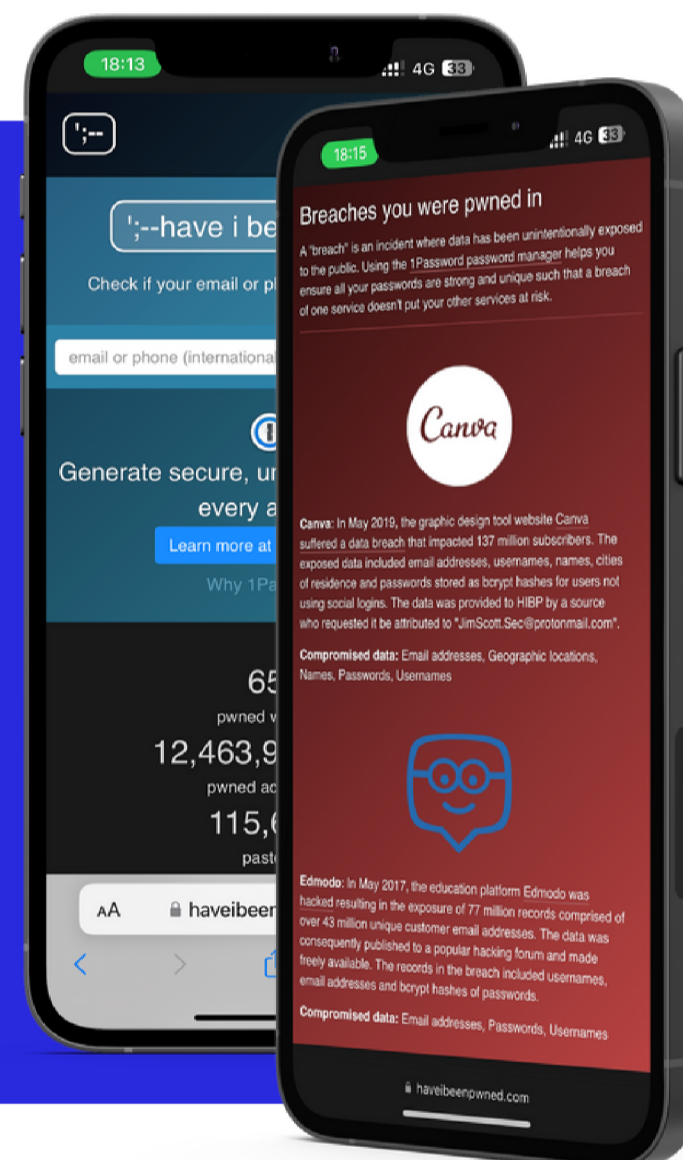 18:13
4G 33
';--
';--have i be
Check if your email or p
email or phone (international
Generate secure, un
every a
Learn more at
Why 1Pa
65
pwned w
12,463,9
pwned ac
115,6
paste
AA
haveibeen
18:15
4G 33
Breaches you were pwned in
A "breach" is an incident where data has been unintentionally exposed
to the public. Using the 1Password password manager helps you
ensure all your passwords are strong and unique such that a breach
of one service doesn't put your other services at risk.
Canva
Canva: In May 2019, the graphic design tool website Canva
suffered a data breach that impacted 137 million subscribers. The
exposed data included email addresses, usernames, names, cities
of residence and passwords stored as bcrypt hashes for users not
using social logins. The data was provided to HIBP by a source
who requested it be attributed to "JimScott.Sec@protonmail.com".
Compromised data: Email addresses, Geographic locations,
Names, Passwords, Usernames
Edmodo: In May 2017, the education platform Edmodo was
hacked resulting in the exposure of 77 million records comprised of
over 43 million unique customer email addresses. The data was
consequently published to a popular hacking forum and made
freely available. The records in the breach included usernames,
email addresses and bcrypt hashes of passwords.
Compromised data: Email addresses, Passwords, Usernames
haveibeenpwned.com